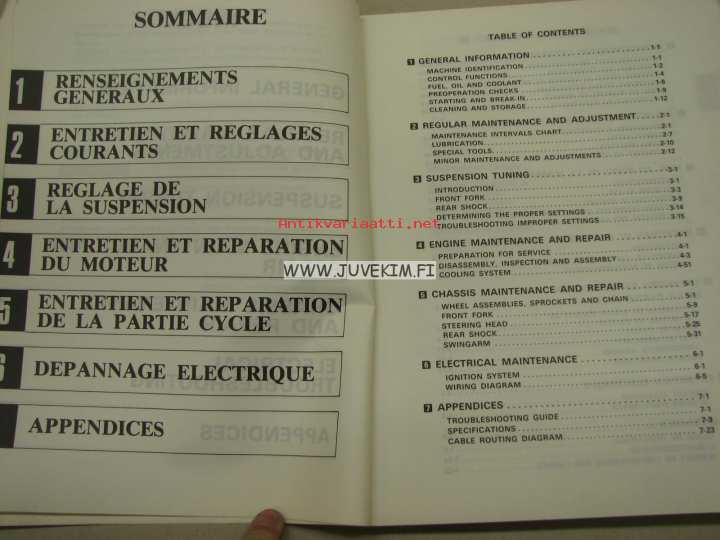 SOMMAIRE
1 RENSEIGNEMENTS
GENERAUX
2 ENTRETIEN ET REGLAGES
COURANTS
3 REGLAGE DE
LA SUSPENSION
4 ENTRETIEN ET REPARATION
DU MOTEUR
5 ENTRETIEN ET REPARATION
DE LA PARTIE CYCLE
6 DEPANNAGE ELECTRIQUE
APPENDICES
TABLE OF CONTENTS
1 GENERAL INFORMATION 1-1
MACHINE IDENTIFICATION 1-1
CONTROL FUNCTIONS 1-2
FUEL, OIL AND COOLANT 1-4
PREOPERATION CHECKS 1-6
STARTING AND BREAK-IN 1-9
CLEANING AND STORAGE 1-12
2 REGULAR MAINTENANCE AND ADJUSTMENT 2-1
MAINTENANCE INTERVALS CHART 2-1
LUBRICATION 2-7
SPECIAL TOOLS 2-10
MINOR MAINTENANCE AND ADJUSTMENTS 2-12
3 SUSPENSION TUNING 3-1
INTRODUCTION 3-1
FRONT FORK 3-3
REAR SHOCK 3-9
DETERMINING THE PROPER SETTINGS 3-14
TROUBLESHOOTING IMPROPER SETTINGS 3-15
4 ENGINE MAINTENANCE AND REPAIR 4-1
PREPARATION FOR SERVICE 4-1
DISASSEMBLY, INSPECTION AND ASSEMBLY 4-3
COOLING SYSTEM 4-51
5 CHASSIS MAINTENANCE AND REPAIR 5-1
WHEEL ASSEMBLIES, SPROCKETS AND CHAIN 5-1
FRONT FORK 5-9
STEERING HEAD 5-17
REAR SHOCK 5-25
SWINGARM 5-31
6 ELECTRICAL MAINTENANCE 6-1
IGNITION SYSTEM 6-1
WIRING DIAGRAM 6-5
7 APPENDICES 7-1
TROUBLESHOOTING GUIDE 7-1
SPECIFICATIONS 7-3
CABLE ROUTING DIAGRAM 7-23
Antikvariaatti.net
WWW.JUVEKIM.FI